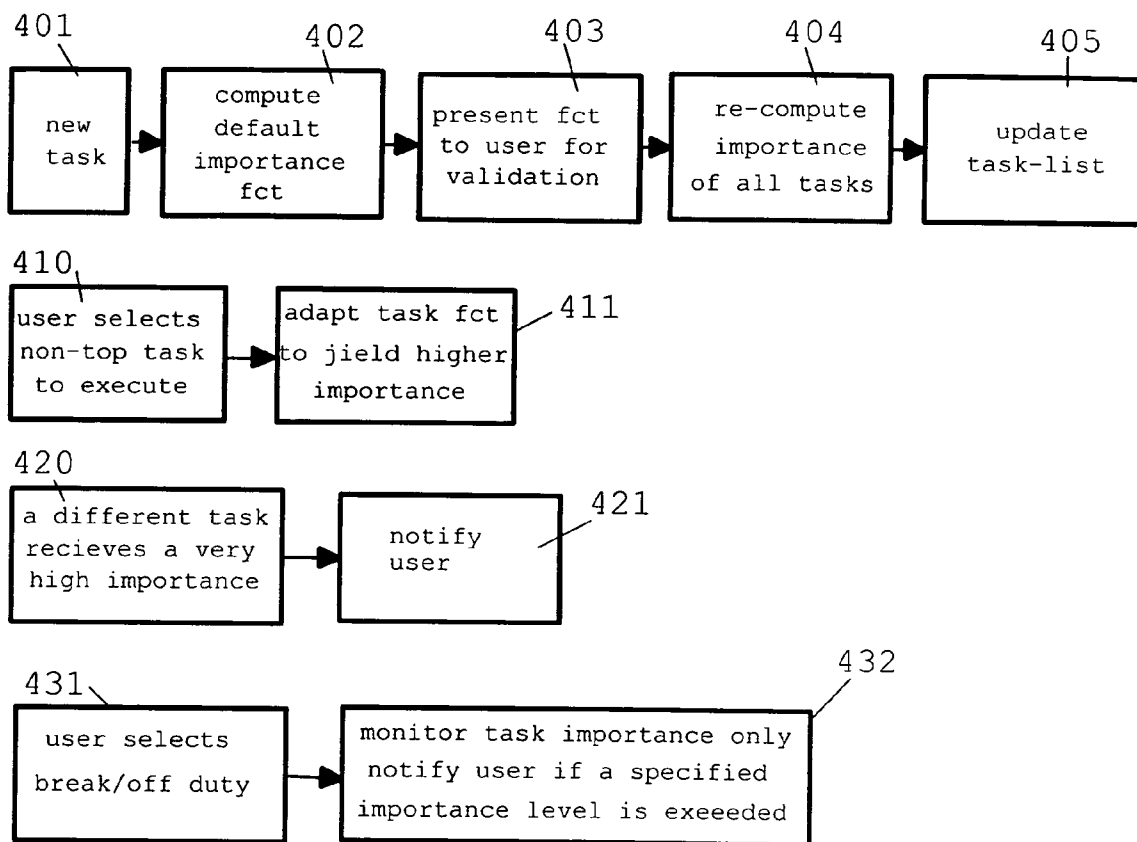 401
402
403
404
405
new
task
compute
default
importance
fct
present fct
to user for
validation
re-compute
importance
of all tasks
update
task-list
410
411
user selects
non-top task
to execute
adapt task fct
to jield higher
importance
420
421
a different task
recieves a very
high importance
notify
user
431
432
user selects
break/off duty
monitor task importance only
notify user if a specified
importance level is exeeeded